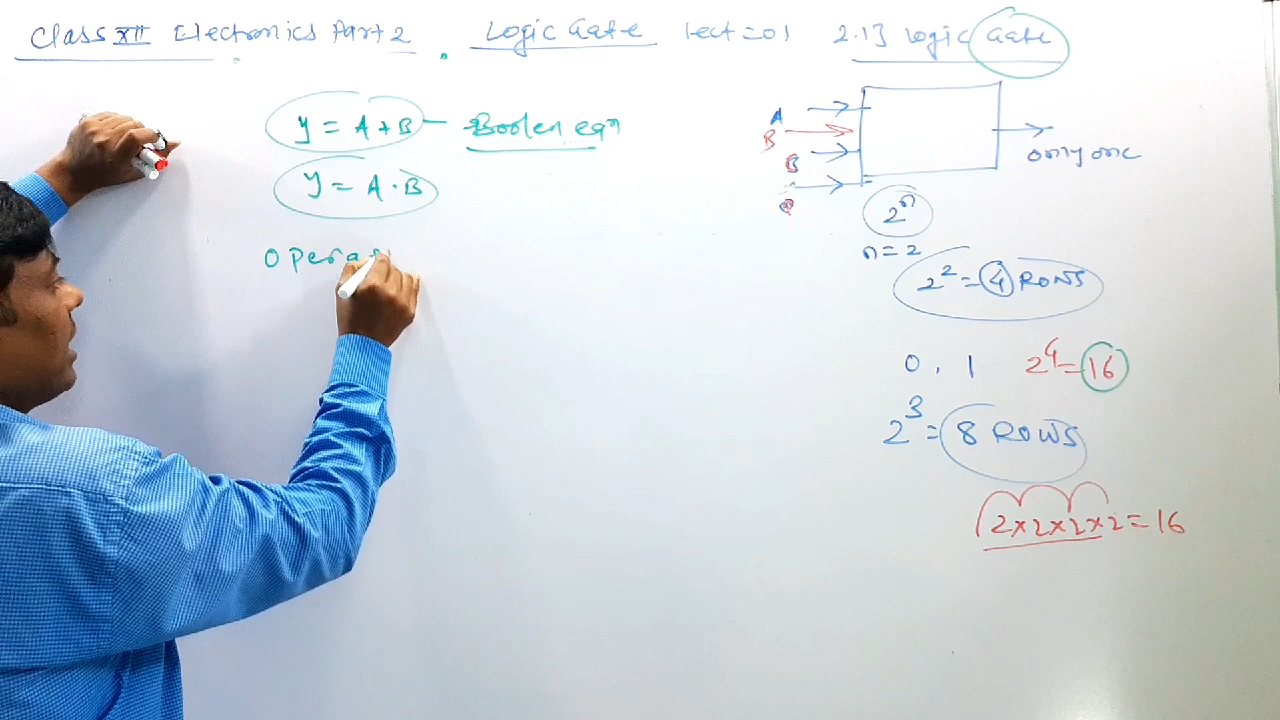 Class XII Electronics Part 2 . Logic Gate lect = 01 2.13 Logic Gate
y = A + B - Boolen eqn
y = A . B
opera
A
B
B
only one
2^n
n = 2
2^2 = 4 ROWS
0 , 1 2^4 = 16
2^3 = 8 ROWS
2×2×2×2 = 16